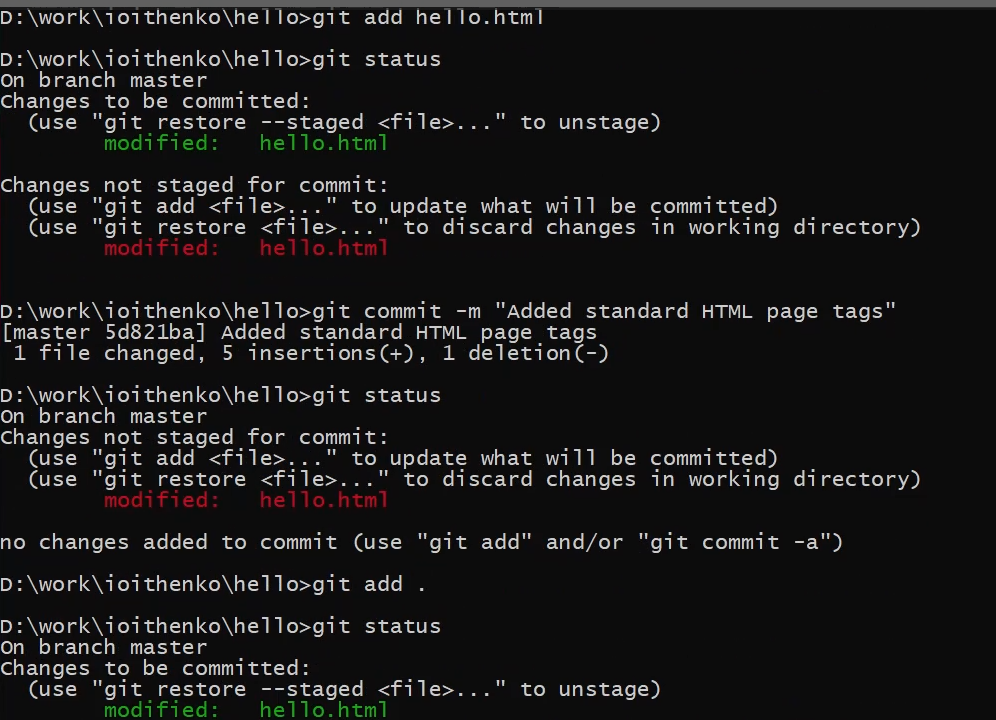 D:\work\ioithenko\hello>git add hello.html
D:\work\ioithenko\hello>git status
On branch master
Changes to be committed:
  (use "git restore --staged <file>..." to unstage)
        modified:   hello.html
Changes not staged for commit:
  (use "git add <file>..." to update what will be committed)
  (use "git restore <file>..." to discard changes in working directory)
        modified:   hello.html
D:\work\ioithenko\hello>git commit -m "Added standard HTML page tags"
[master 5d821ba] Added standard HTML page tags
 1 file changed, 5 insertions(+), 1 deletion(-)
D:\work\ioithenko\hello>git status
On branch master
Changes not staged for commit:
  (use "git add <file>..." to update what will be committed)
  (use "git restore <file>..." to discard changes in working directory)
        modified:   hello.html
no changes added to commit (use "git add" and/or "git commit -a")
D:\work\ioithenko\hello>git add .
D:\work\ioithenko\hello>git status
On branch master
Changes to be committed:
  (use "git restore --staged <file>..." to unstage)
        modified:   hello.html